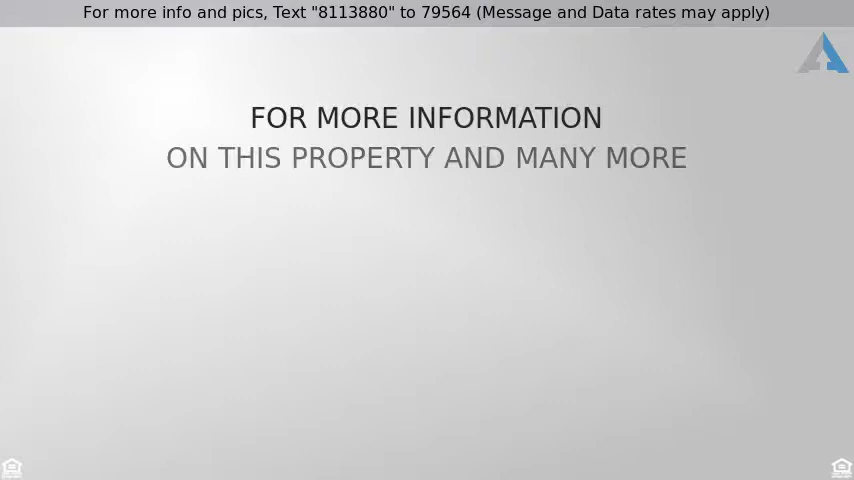 For more info and pics, Text "8113880" to 79564 (Message and Data rates may apply)
FOR MORE INFORMATION
ON THIS PROPERTY AND MANY MORE